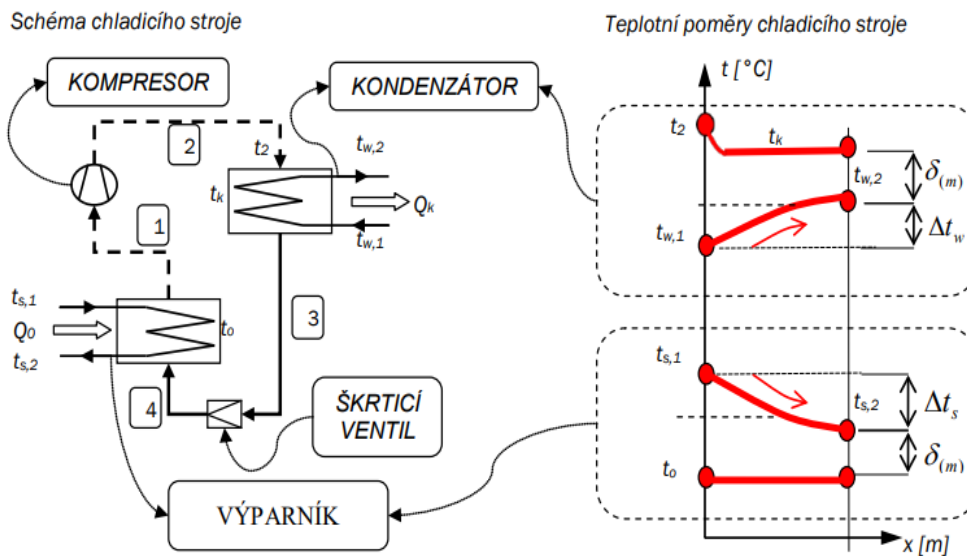 Schéma chladicího stroje
Teplotní poměry chladicího stroje
KOMPRESOR
KONDENZÁTOR
2
t2
tw,2
tk
Qk
tw,1
1
ts,1
Q0
to
ts,2
3
4
ŠKRTICÍ
VENTIL
VÝPARNÍK
t [°C]
t2
tk
tw,2
δ(m)
tw,1
Δtw
ts,1
ts,2
Δts
to
δ(m)
x [m]